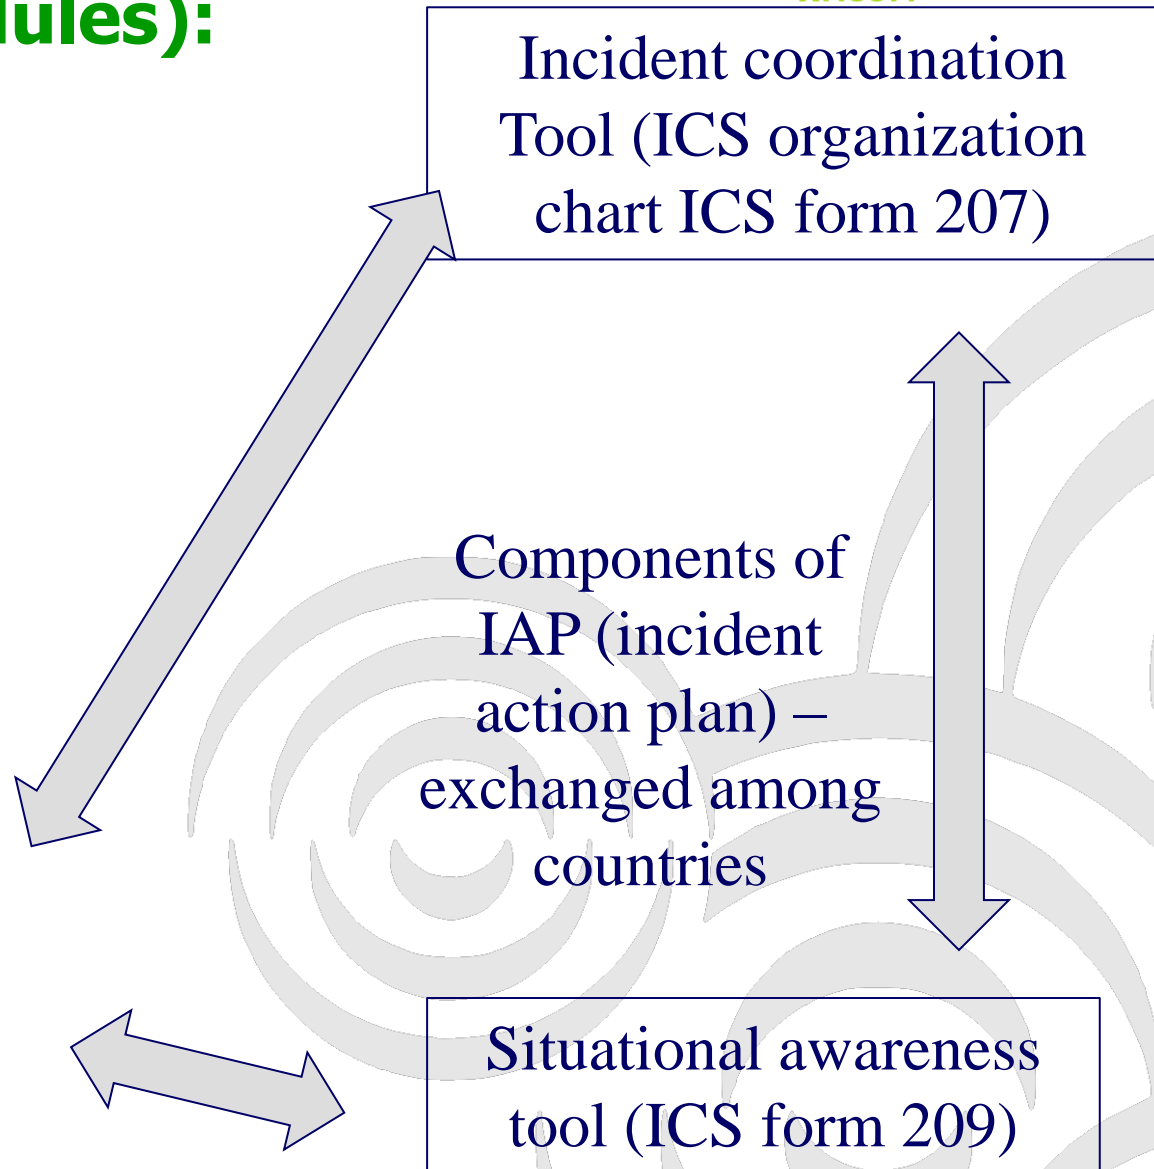 dules):
Incident coordination
Tool (ICS organization
chart ICS form 207)
Components of
IAP (incident
action plan) –
exchanged among
countries
Situational awareness
tool (ICS form 209)